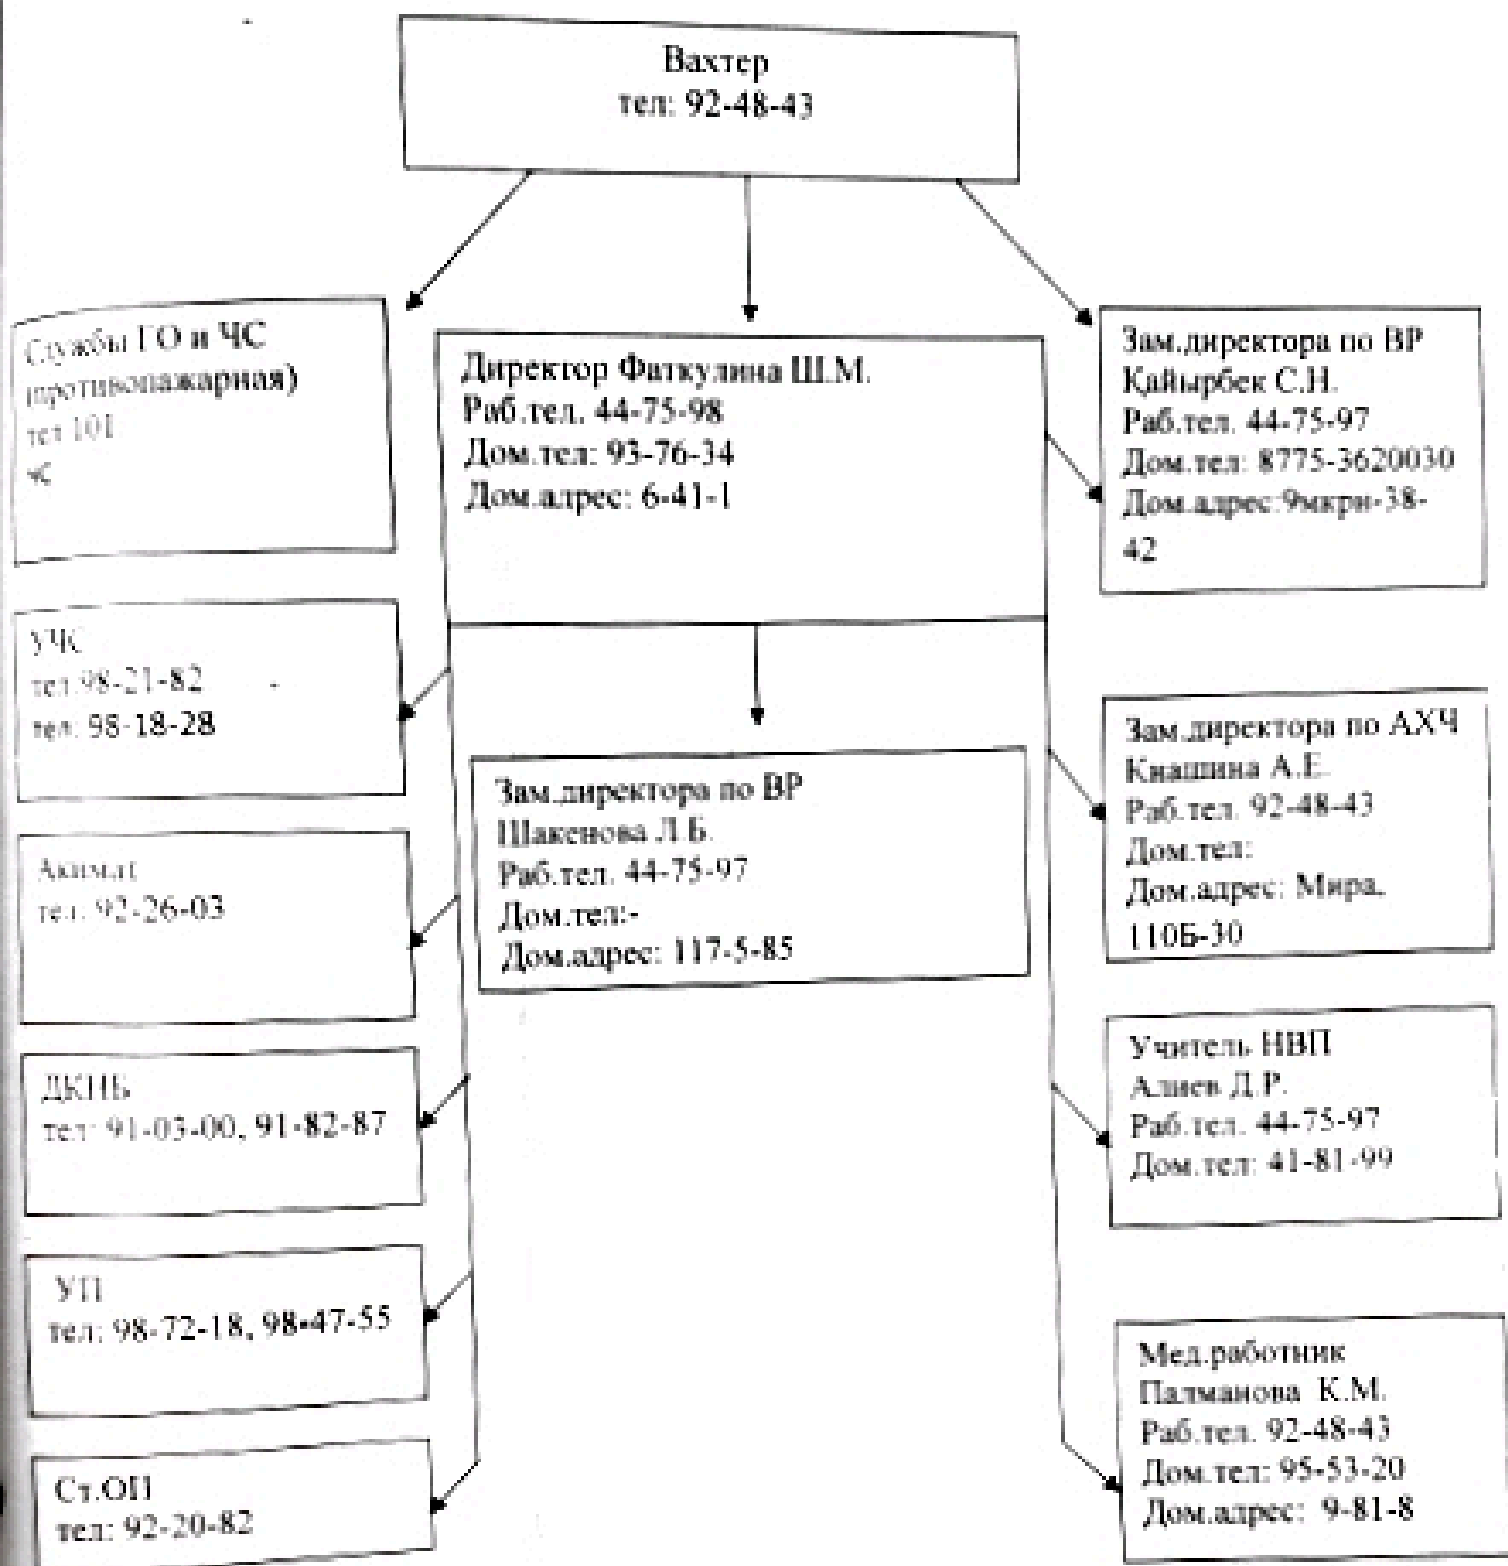 Вахтер
тел: 92-48-43
Службы ГО и ЧС
(противопажарная)
тел 101
ЧС
Директор Фаткулина Ш.М.
Раб.тел. 44-75-98
Дом.тел: 93-76-34
Дом.адрес: 6-41-1
Зам.директора по ВР
Қайырбек С.Н.
Раб.тел. 44-75-97
Дом.тел: 8775-3620030
Дом.адрес:9мкрн-38-
42
УЧС
тел:98-21-82
тел: 98-18-28
Зам.директора по ВР
Шакенова Л.Б.
Раб.тел. 44-75-97
Дом.тел:-
Дом.адрес: 117-5-85
Зам.директора по АХЧ
Киашина А.Е.
Раб.тел. 92-48-43
Дом.тел:
Дом.адрес: Мира,
110Б-30
Акимат
тел: 92-26-03
ДКНБ
тел: 91-03-00, 91-82-87
Учитель НВП
Алиев Д.Р.
Раб.тел. 44-75-97
Дом.тел: 41-81-99
УП
тел: 98-72-18, 98-47-55
Мед.работник
Палманова К.М.
Раб.тел. 92-48-43
Дом.тел: 95-53-20
Дом.адрес: 9-81-8
Ст.ОП
тел: 92-20-82